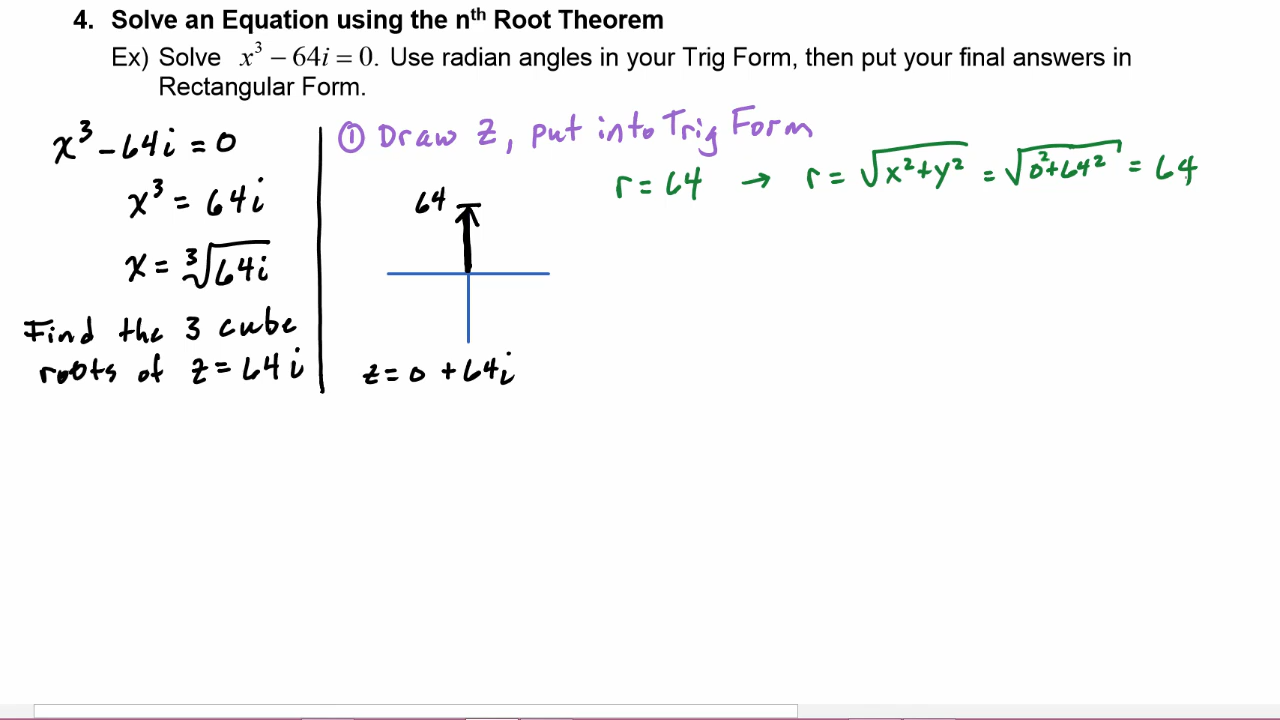 4. Solve an Equation using the nth Root Theorem
Ex) Solve x³ − 64i = 0. Use radian angles in your Trig Form, then put your final answers in
Rectangular Form.
x³ - 64i = 0
x³ = 64i
x = ∛64i
Find the 3 cube
roots of z = 64i
① Draw z, put into Trig Form
r = 64 → r = √x²+y² = √0²+64² = 64
64
z = 0 + 64i